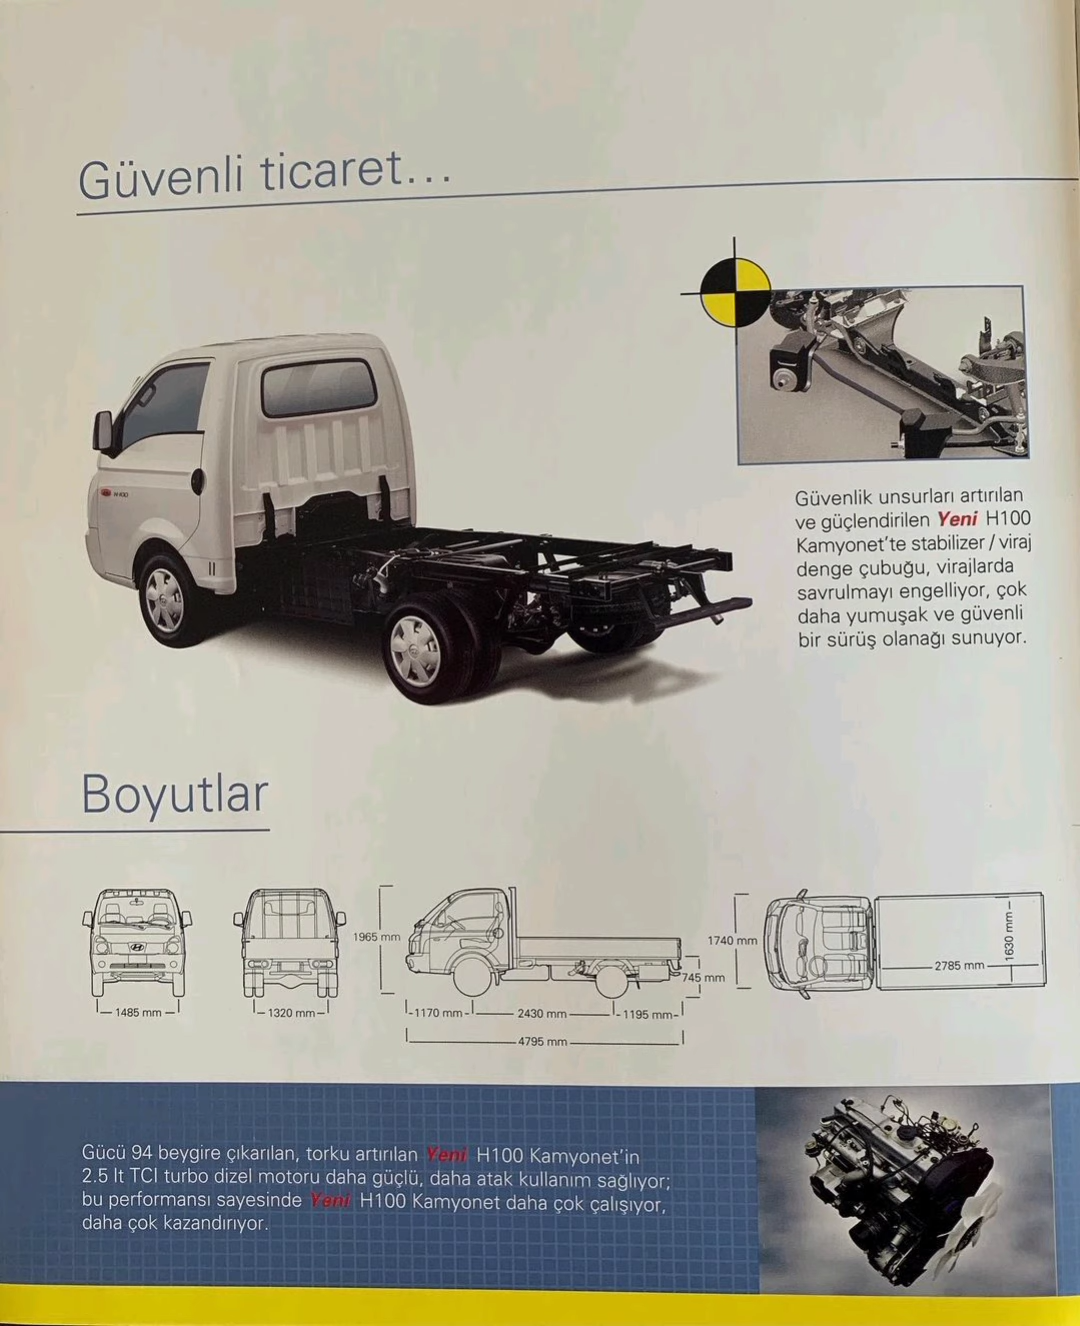 Güvenli ticaret...
H100
Güvenlik unsurları artırılan
ve güçlendirilen Yeni H100
Kamyonet'te stabilizer / viraj
denge çubuğu, virajlarda
savrulmayı engelliyor, çok
daha yumuşak ve güvenli
bir sürüş olanağı sunuyor.
Boyutlar
1485 mm
1320 mm
1965 mm
1170 mm
2430 mm
1195 mm
4795 mm
745 mm
1740 mm
2785 mm
1630 mm
Gücü 94 beygire çıkarılan, torku artırılan Yeni H100 Kamyonet'in
2.5 lt TCI turbo dizel motoru daha güçlü, daha atak kullanım sağlıyor;
bu performansı sayesinde Yeni H100 Kamyonet daha çok çalışıyor,
daha çok kazandırıyor.